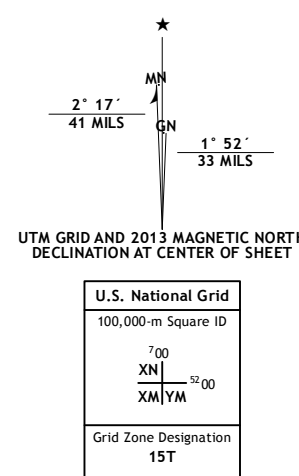 ★
MN
2° 17´
41 MILS
GN
1° 52´
33 MILS
UTM GRID AND 2013 MAGNETIC NORTH
DECLINATION AT CENTER OF SHEET
U.S. National Grid
100,000-m Square ID
⁷00
XN
⁵²00
XM YM
Grid Zone Designation
15T